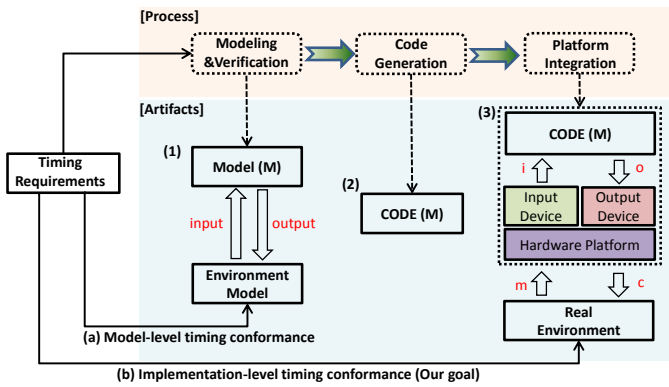 [Process]
Modeling
&Verification
Code
Generation
Platform
Integration
[Artifacts]
(1)
Model (M)
input
output
Environment
Model
(2)
CODE (M)
(3)
CODE (M)
i
o
Input
Device
Output
Device
Hardware Platform
m
c
Real
Environment
Timing
Requirements
(a) Model-level timing conformance
(b) Implementation-level timing conformance (Our goal)